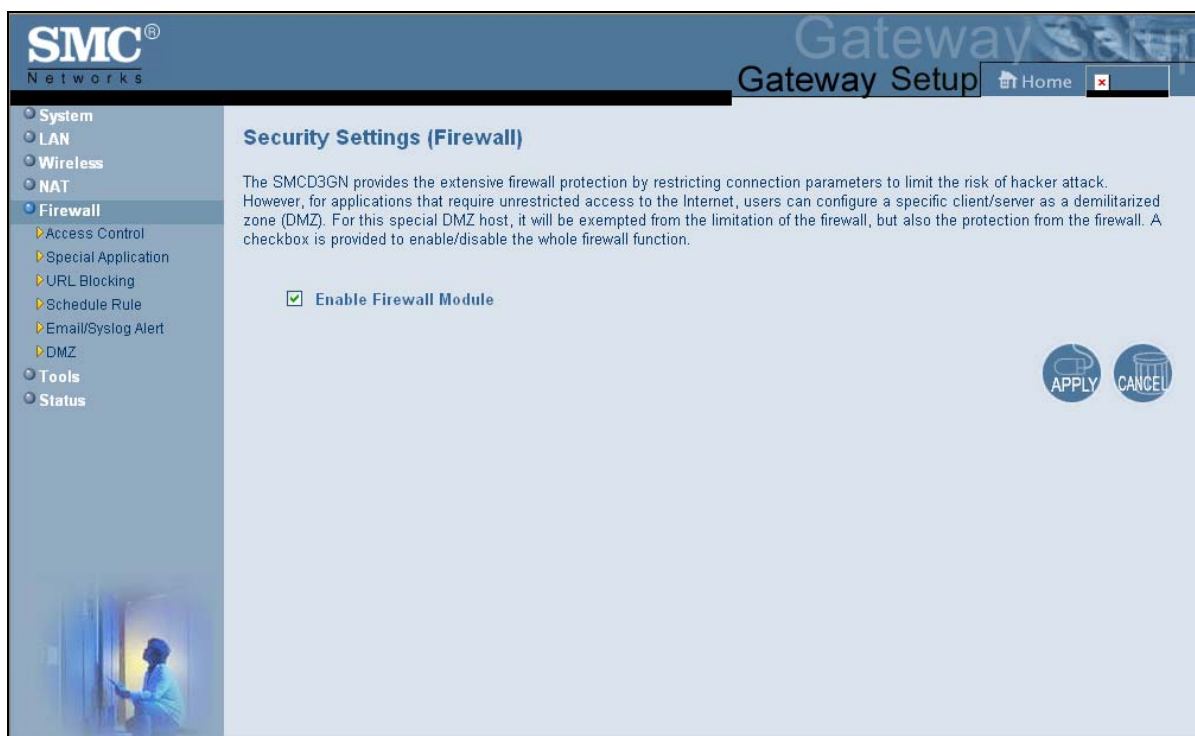 SMC®
Networks
Gateway Setup
Gateway Setup
Home
System
LAN
Wireless
NAT
Firewall
Access Control
Special Application
URL Blocking
Schedule Rule
Email/Syslog Alert
DMZ
Tools
Status
Security Settings (Firewall)
The SMCD3GN provides the extensive firewall protection by restricting connection parameters to limit the risk of hacker attack.
However, for applications that require unrestricted access to the Internet, users can configure a specific client/server as a demilitarized
zone (DMZ). For this special DMZ host, it will be exempted from the limitation of the firewall, but also the protection from the firewall. A
checkbox is provided to enable/disable the whole firewall function.
Enable Firewall Module
APPLY
CANCEL